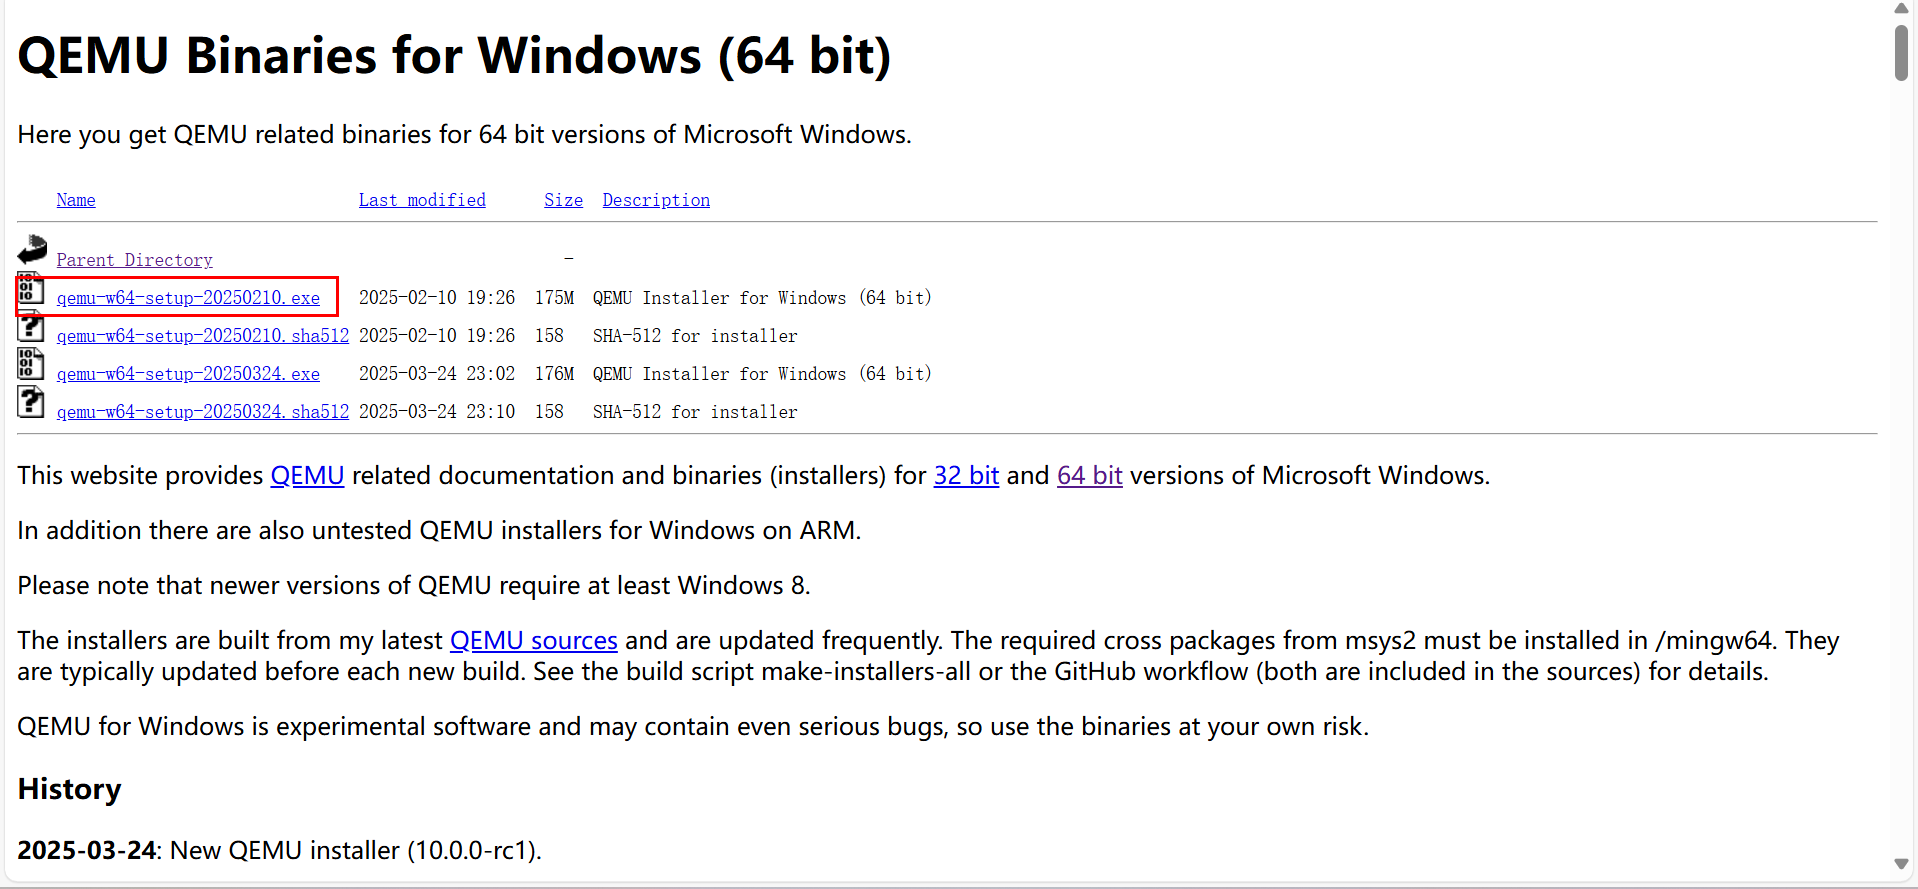 QEMU Binaries for Windows (64 bit)
Here you get QEMU related binaries for 64 bit versions of Microsoft Windows.
Name Last modified Size Description
Parent Directory -
qemu-w64-setup-20250210.exe 2025-02-10 19:26 175M QEMU Installer for Windows (64 bit)
qemu-w64-setup-20250210.sha512 2025-02-10 19:26 158 SHA-512 for installer
qemu-w64-setup-20250324.exe 2025-03-24 23:02 176M QEMU Installer for Windows (64 bit)
qemu-w64-setup-20250324.sha512 2025-03-24 23:10 158 SHA-512 for installer
This website provides QEMU related documentation and binaries (installers) for 32 bit and 64 bit versions of Microsoft Windows.
In addition there are also untested QEMU installers for Windows on ARM.
Please note that newer versions of QEMU require at least Windows 8.
The installers are built from my latest QEMU sources and are updated frequently. The required cross packages from msys2 must be installed in /mingw64. They
are typically updated before each new build. See the build script make-installers-all or the GitHub workflow (both are included in the sources) for details.
QEMU for Windows is experimental software and may contain even serious bugs, so use the binaries at your own risk.
History
2025-03-24: New QEMU installer (10.0.0-rc1).